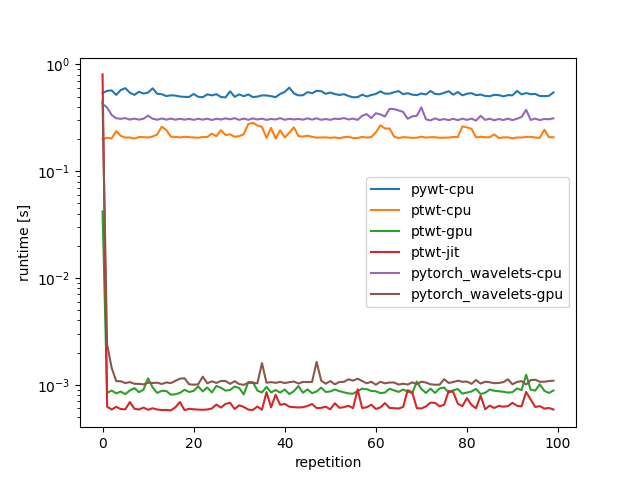 10⁰
10⁻¹
10⁻²
10⁻³
runtime [s]
pywt-cpu
ptwt-cpu
ptwt-gpu
ptwt-jit
pytorch_wavelets-cpu
pytorch_wavelets-gpu
0 20 40 60 80 100
repetition